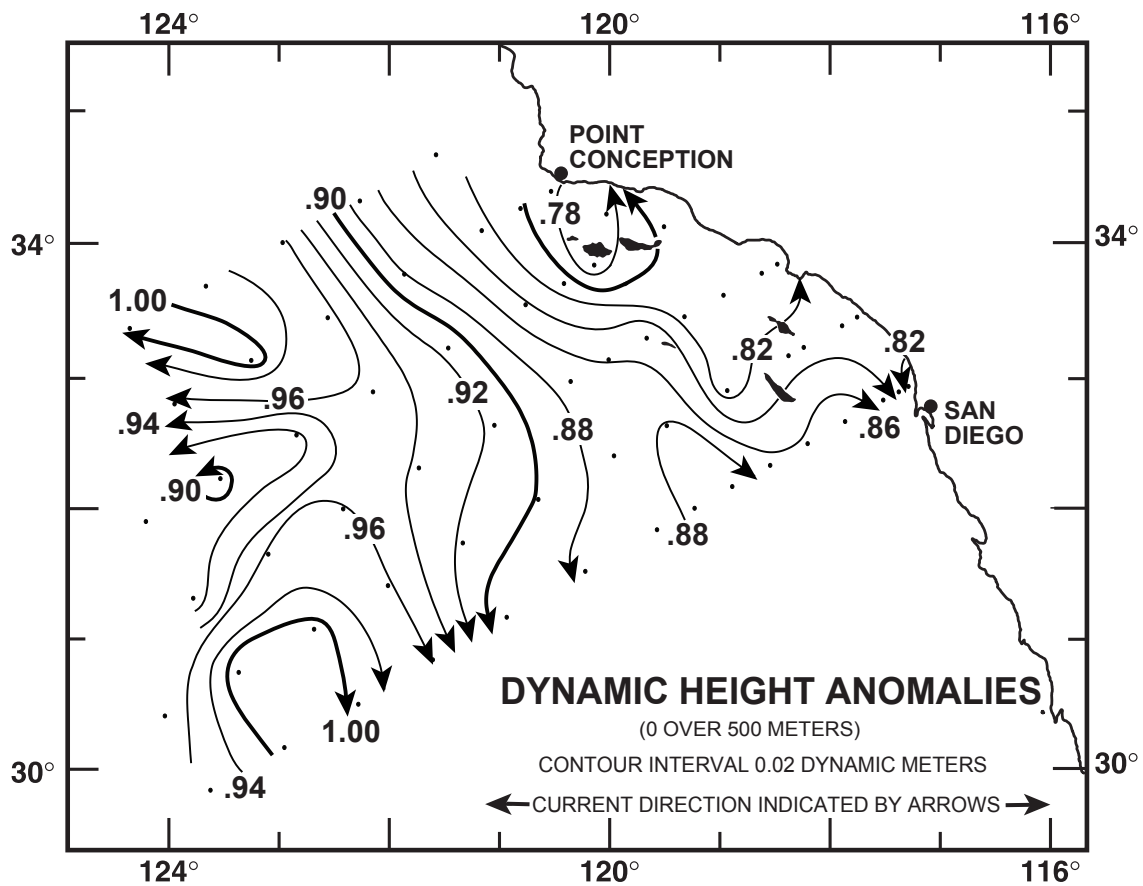 124° 120° 116°
POINT
CONCEPTION
.90
.78
34° 34°
1.00
.82
.82
.96
.92
.94
.88
.86
SAN
DIEGO
.90
.96
.88
DYNAMIC HEIGHT ANOMALIES
(0 OVER 500 METERS)
1.00
CONTOUR INTERVAL 0.02 DYNAMIC METERS
30° 30°
.94
CURRENT DIRECTION INDICATED BY ARROWS
124° 120° 116°